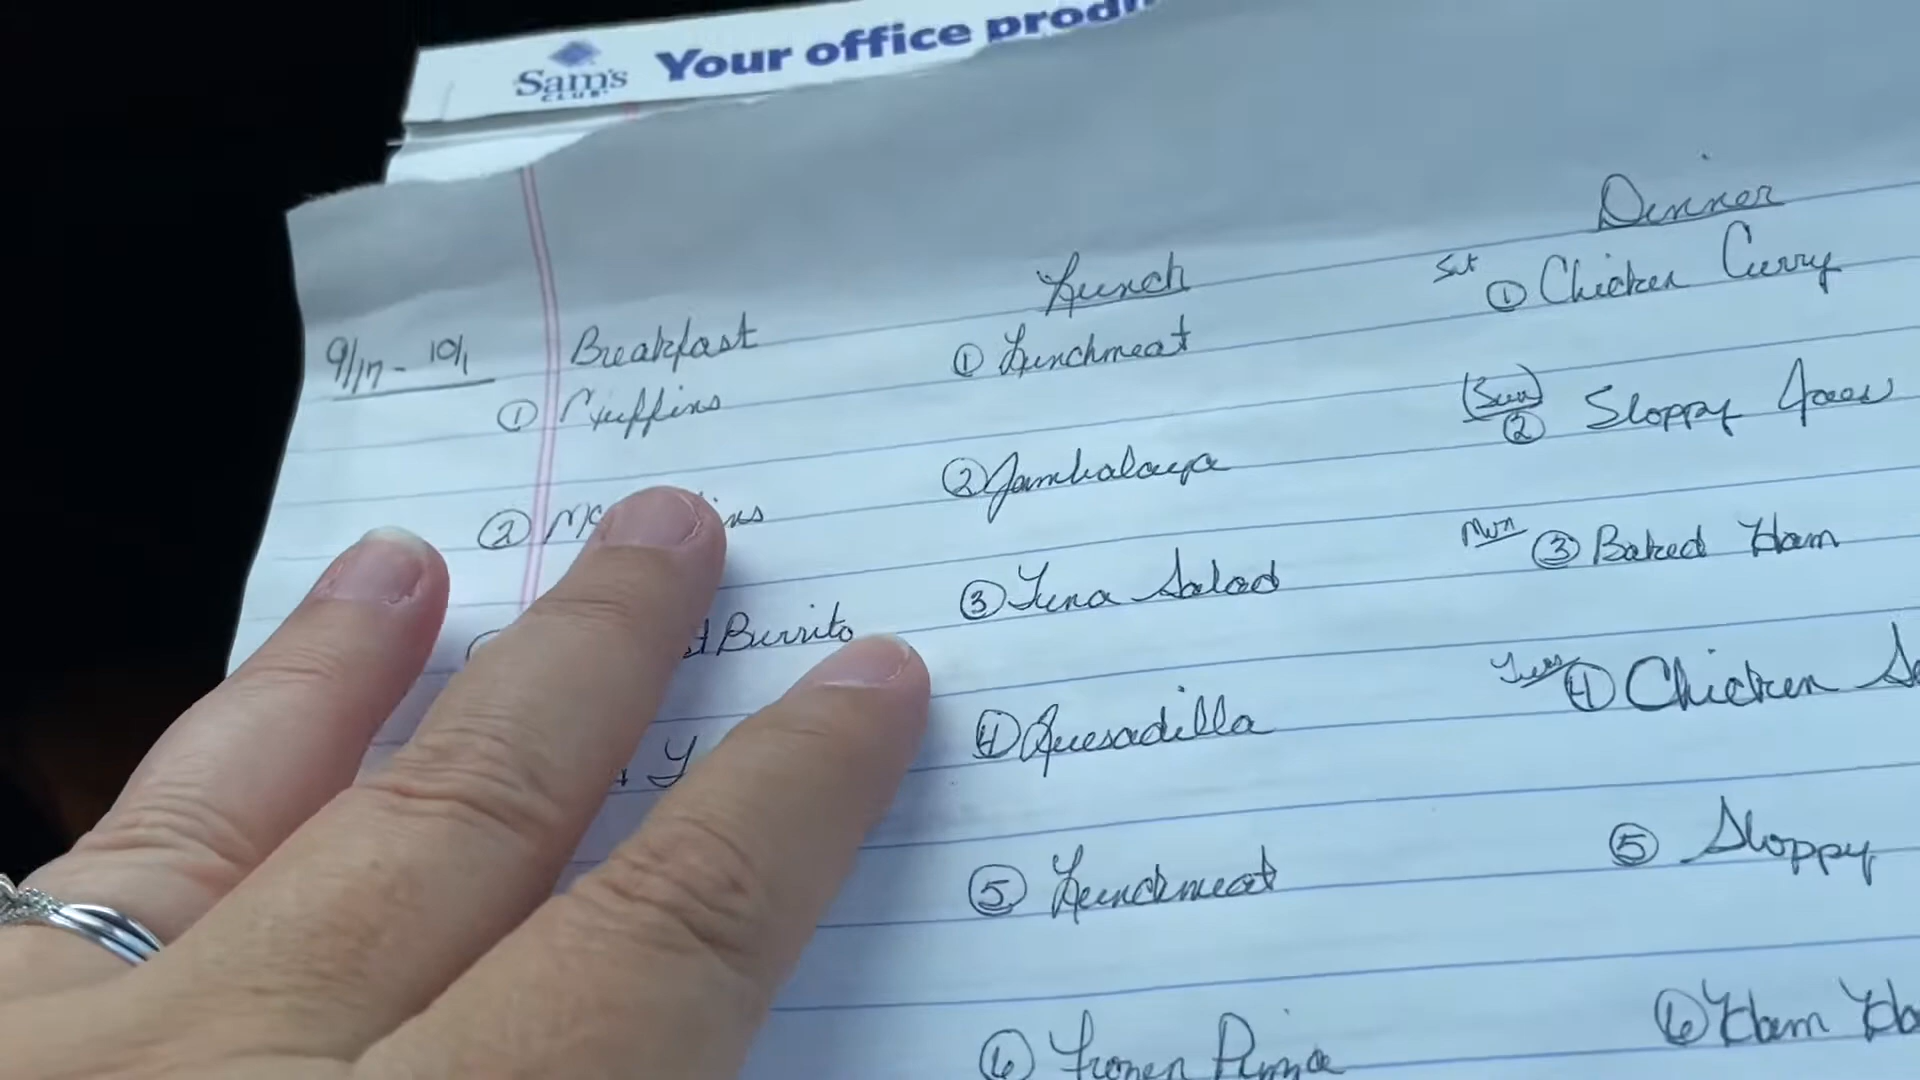 Sam's CLUB Your office
Dinner
Lunch
Sat ① Chicken Curry
9/17 - 10/1 Breakfast
① Lunchmeat
①
(Sun) ② Sloppy Joes
② Jambalaya
②
Mon ③ Baked Ham
③ Tuna Salad
Burrito
Tues ④ Chicken
④ Quesadilla
⑤ Sloppy
⑤ Lunchmeat
⑥ Ham
⑥ Frozen Pizza